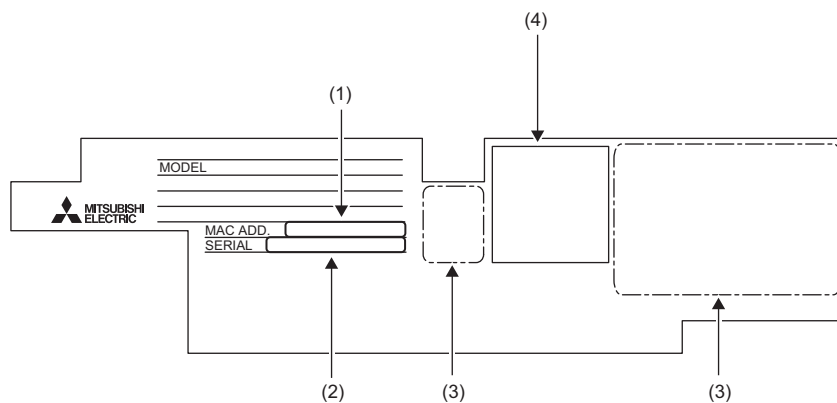 (4)
(1)
MODEL
MITSUBISHI
ELECTRIC
MAC ADD.
SERIAL
(2)
(3)
(3)